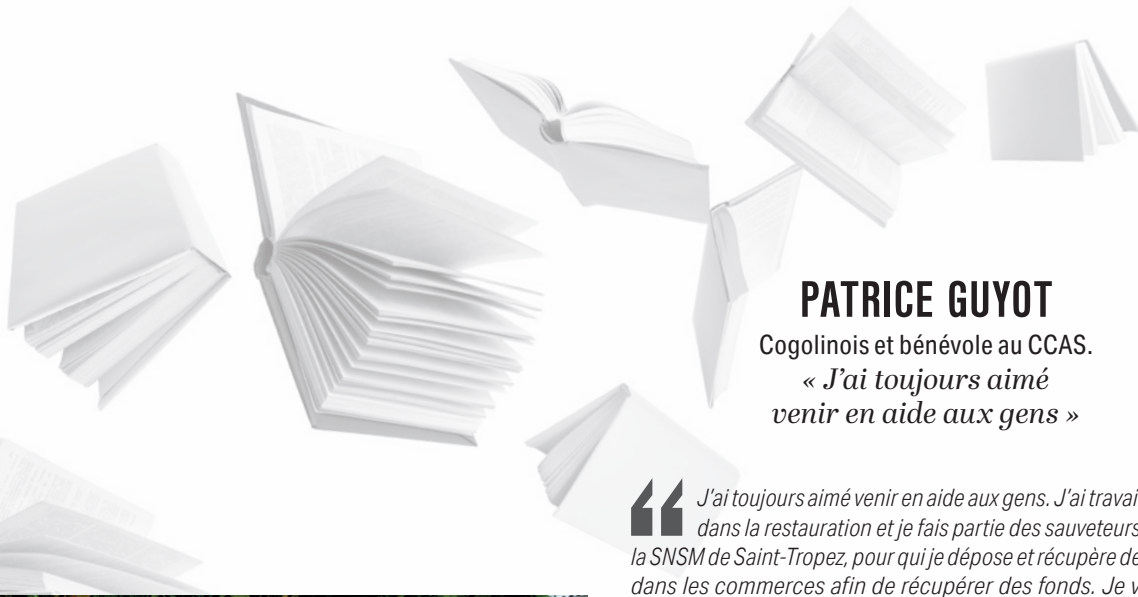 PATRICE GUYOT
Cogolinois et bénévole au CCAS.
« J'ai toujours aimé
venir en aide aux gens »
J'ai toujours aimé venir en aide aux gens. J'ai
dans la restauration et je fais partie des sauveteurs
la SNSM de Saint-Tropez, pour qui je dépose et récupère
dans les commerces afin de récupérer des fonds. Je